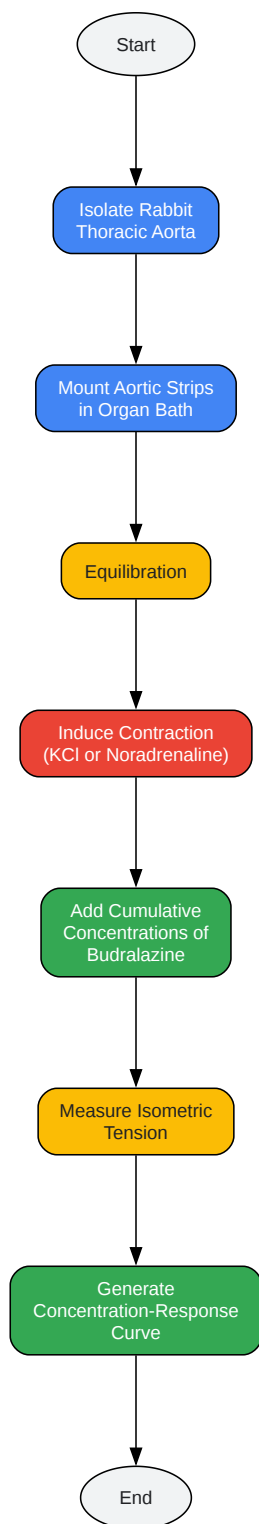 Start
Isolate Rabbit
Thoracic Aorta
Mount Aortic Strips
in Organ Bath
Equilibration
Induce Contraction
(KCl or Noradrenaline)
Add Cumulative
Concentrations of
Budralazine
Measure Isometric
Tension
Generate
Concentration-Response
Curve
End